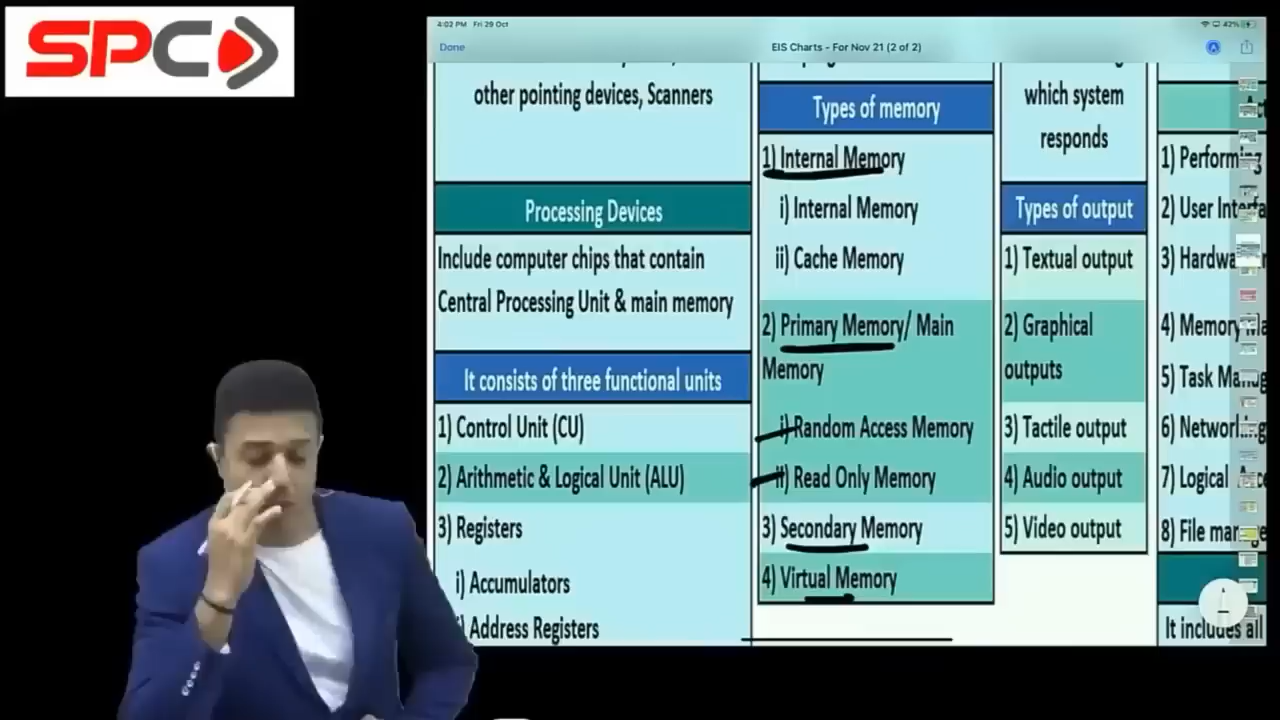 SPC
4:02 PM Fri 29 Oct
42%
Done
EIS Charts - For Nov 21 (2 of 2)
other pointing devices, Scanners
Processing Devices
Include computer chips that contain
Central Processing Unit & main memory
It consists of three functional units
1) Control Unit (CU)
2) Arithmetic & Logical Unit (ALU)
3) Registers
i) Accumulators
Address Registers
Types of memory
1) Internal Memory
i) Internal Memory
ii) Cache Memory
2) Primary Memory/ Main
Memory
i) Random Access Memory
ii) Read Only Memory
3) Secondary Memory
4) Virtual Memory
which system
responds
Types of output
1) Textual output
2) Graphical
outputs
3) Tactile output
4) Audio output
5) Video output
1) Performing
2) User
3)
4) Memory
5) Task
6)
7) Logical
8) File
It includes all